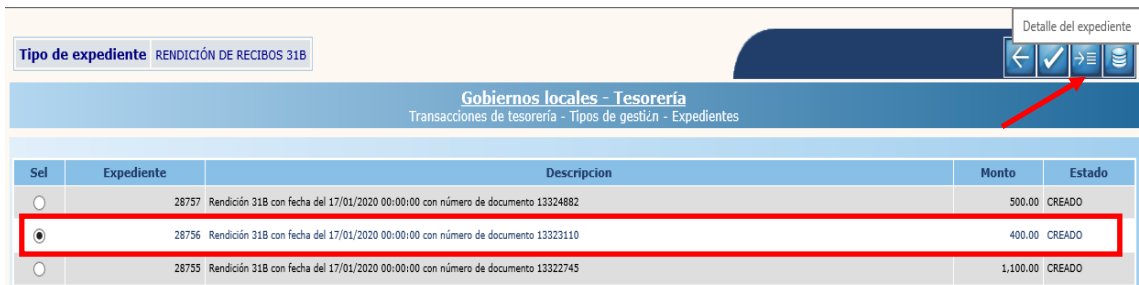 Detalle del expediente
Tipo de expediente RENDICIÓN DE RECIBOS 31B
Gobiernos locales - Tesorería
Transacciones de tesorería - Tipos de gesti¿n - Expedientes
Sel Expediente Descripcion Monto Estado
28757 Rendición 31B con fecha del 17/01/2020 00:00:00 con número de documento 13324882 500.00 CREADO
28756 Rendición 31B con fecha del 17/01/2020 00:00:00 con número de documento 13323110 400.00 CREADO
28755 Rendición 31B con fecha del 17/01/2020 00:00:00 con número de documento 13322745 1,100.00 CREADO